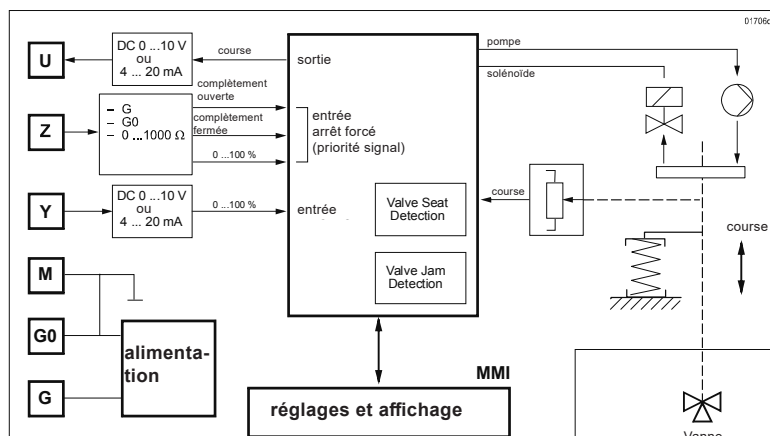 01706
pompe
DC 0 ...10 V
ou
4 ... 20 mA
U
course
sortie
solénoïde
complètement
ouverte
Z
– G
– G0
– 0 ...1000 Ω
complètement
fermée
entrée
arrêt forcé
(priorité signal)
0 ...100 %
Y
DC 0 ...10 V
ou
4 ... 20 mA
0 ...100 %
entrée
Valve Seat
Detection
course
course
M
Valve Jam
Detection
G0
alimenta-
tion
G
MMI
réglages et affichage
Vanne